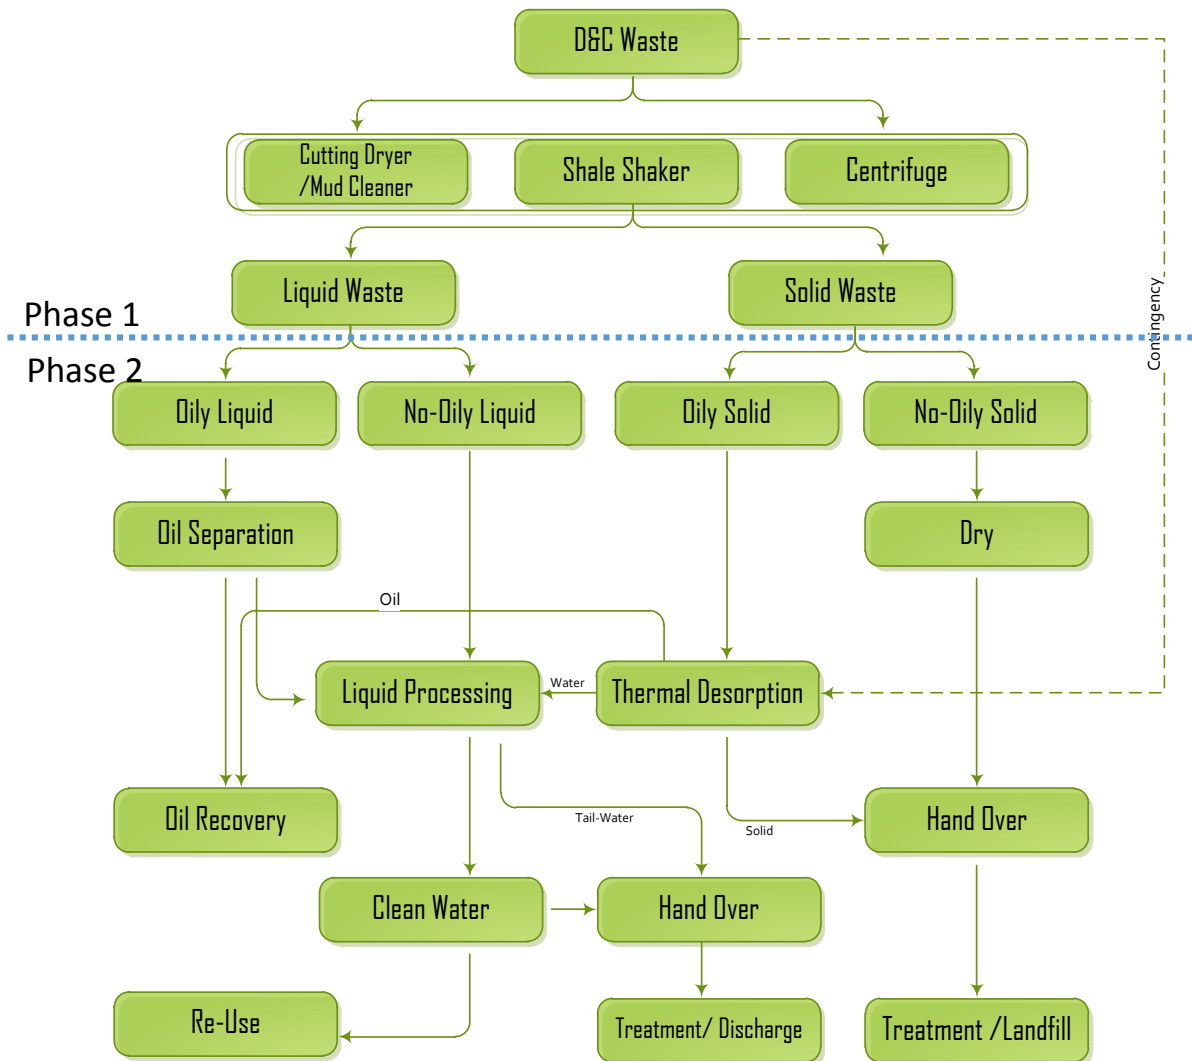 D&C Waste
Cutting Dryer
/Mud Cleaner
Shale Shaker
Centrifuge
Liquid Waste
Solid Waste
Contingency
Phase 1
Phase 2
Oily Liquid
No-Oily Liquid
Oily Solid
No-Oily Solid
Oil Separation
Dry
Oil
Liquid Processing
Water
Thermal Desorption
Oil Recovery
Tail-Water
Solid
Hand Over
Clean Water
Hand Over
Re-Use
Treatment/ Discharge
Treatment /Landfill